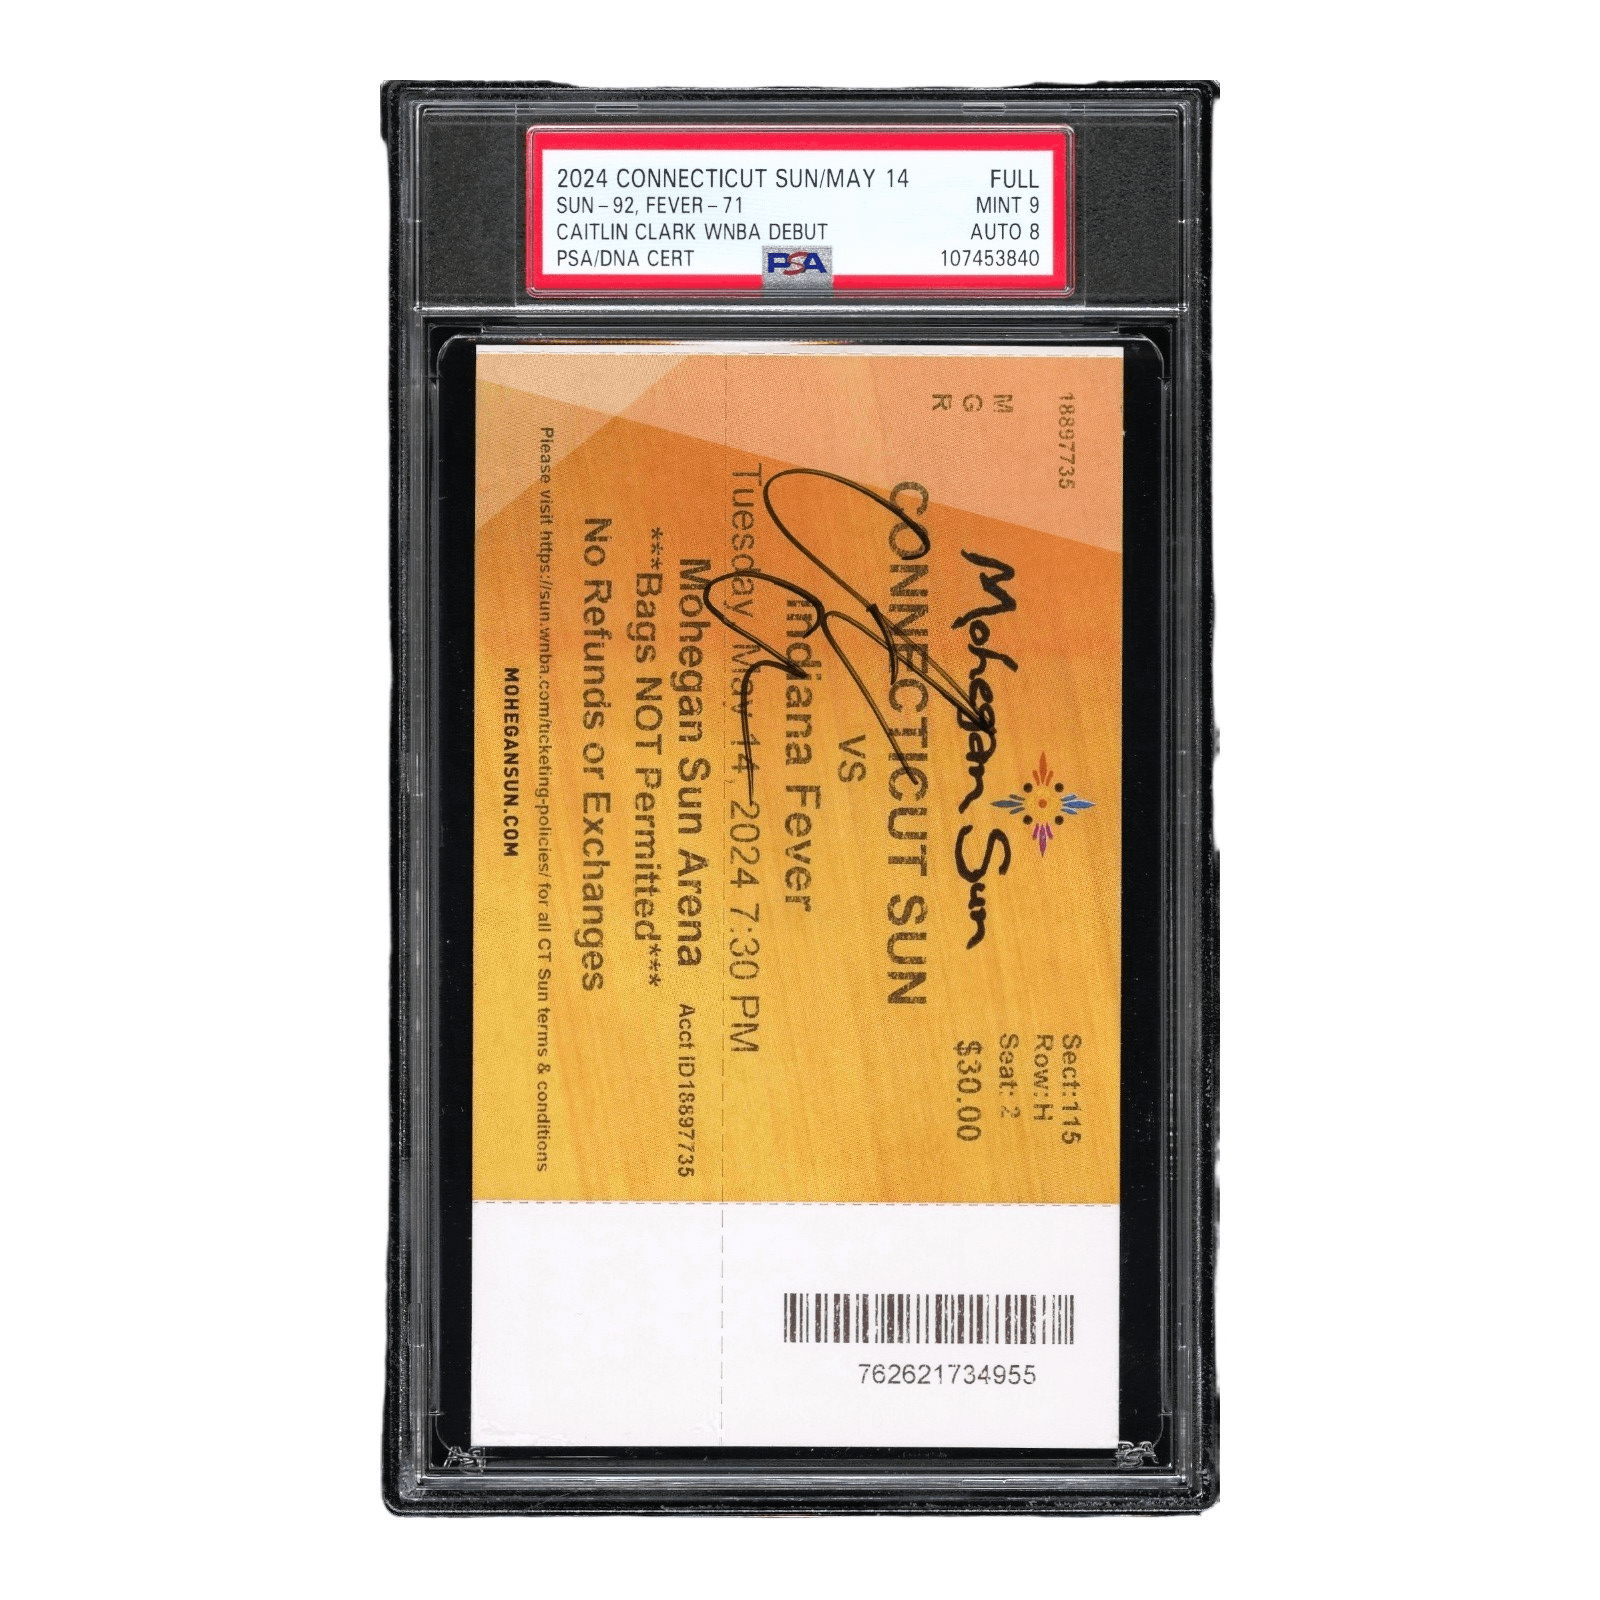 2024 CONNECTICUT SUN/MAY 14 FULL
SUN – 92, FEVER – 71 MINT 9
CAITLIN CLARK WNBA DEBUT AUTO 8
PSA/DNA CERT PSA 107453840
18897735
M
G
R
Mohegan Sun
Sect:115
Row:H
Seat: 2
$30.00
CONNECTICUT SUN
vs
Indiana Fever
Tuesday May 14, 2024 7:30 PM
Mohegan Sun Arena Acct ID18897735
***Bags NOT Permitted***
No Refunds or Exchanges
Please visit https://sun.wnba.com/ticketing-policies/ for all CT Sun terms & conditions
MOHEGANSUN.COM
762621734955
PSA
PSA